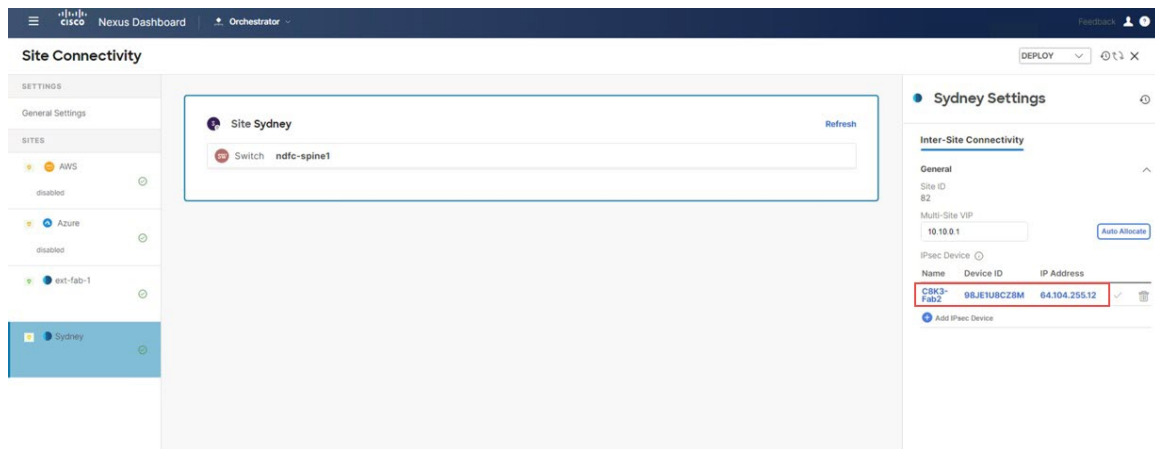 cisco Nexus Dashboard Orchestrator Feedback
Site Connectivity DEPLOY
SETTINGS
General Settings
SITES
AWS
disabled
Azure
disabled
ext-fab-1
Sydney
Site Sydney Refresh
Switch ndfc-spine1
Sydney Settings
Inter-Site Connectivity
General
Site ID
82
Multi-Site VIP
10.10.0.1 Auto Allocate
IPsec Device
Name Device ID IP Address
C8K3-
Fab2 98JE1U8CZ8M 64.104.255.12
Add IPsec Device